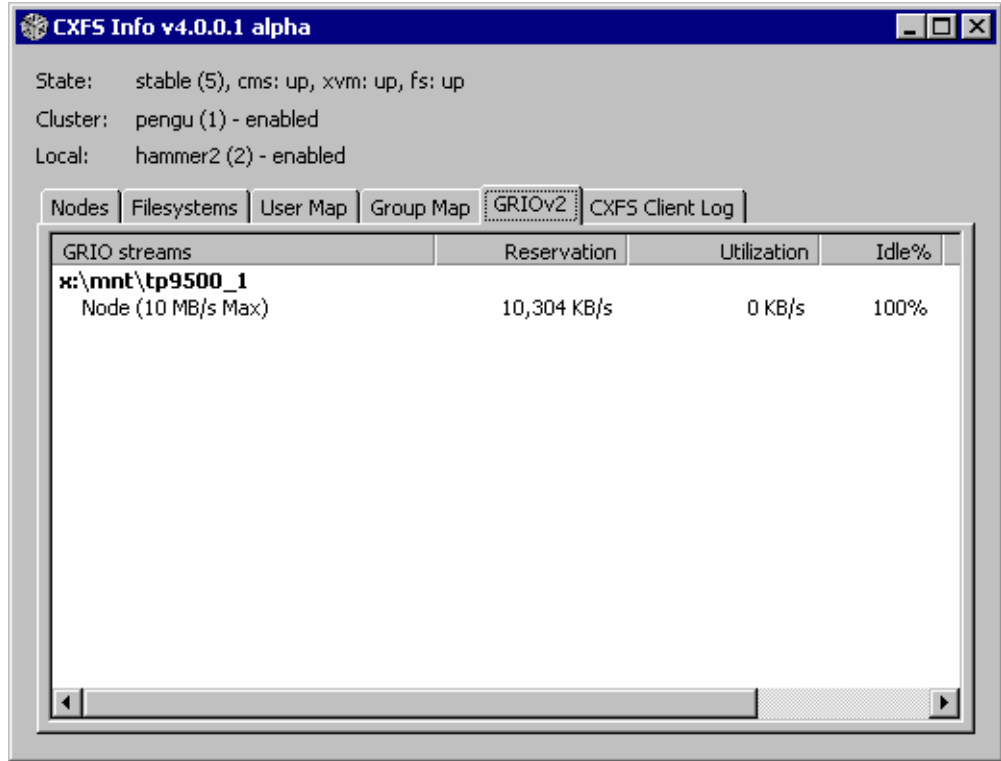 CXFS Info v4.0.0.1 alpha
State: stable (5), cms: up, xvm: up, fs: up
Cluster: pengu (1) - enabled
Local: hammer2 (2) - enabled
Nodes Filesystems User Map Group Map GRIOv2 CXFS Client Log
GRIO streams Reservation Utilization Idle%
x:\mnt\tp9500_1
Node (10 MB/s Max) 10,304 KB/s 0 KB/s 100%